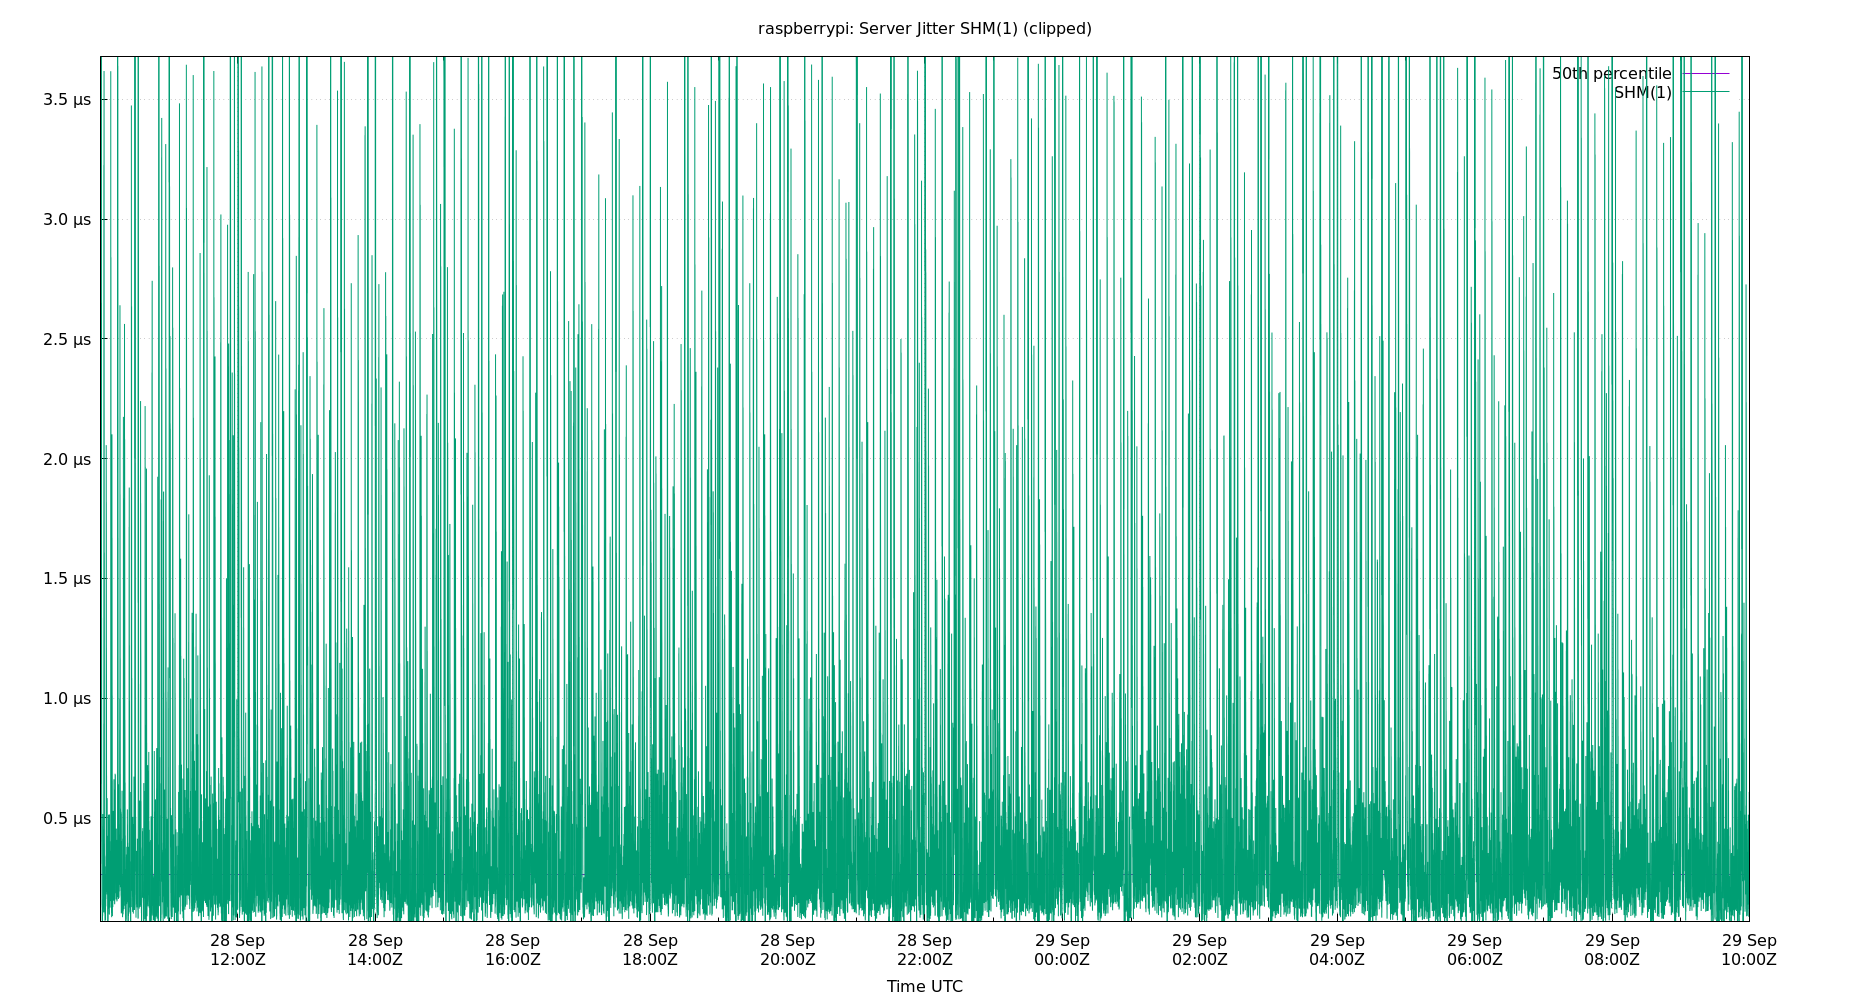 raspberrypi: Server Jitter SHM(1) (clipped)
50th percentile
SHM(1)
3.5 µs
3.0 µs
2.5 µs
2.0 µs
1.5 µs
1.0 µs
0.5 µs
28 Sep 28 Sep 28 Sep 28 Sep 28 Sep 28 Sep 29 Sep 29 Sep 29 Sep 29 Sep 29 Sep 29 Sep
12:00Z 14:00Z 16:00Z 18:00Z 20:00Z 22:00Z 00:00Z 02:00Z 04:00Z 06:00Z 08:00Z 10:00Z
Time UTC